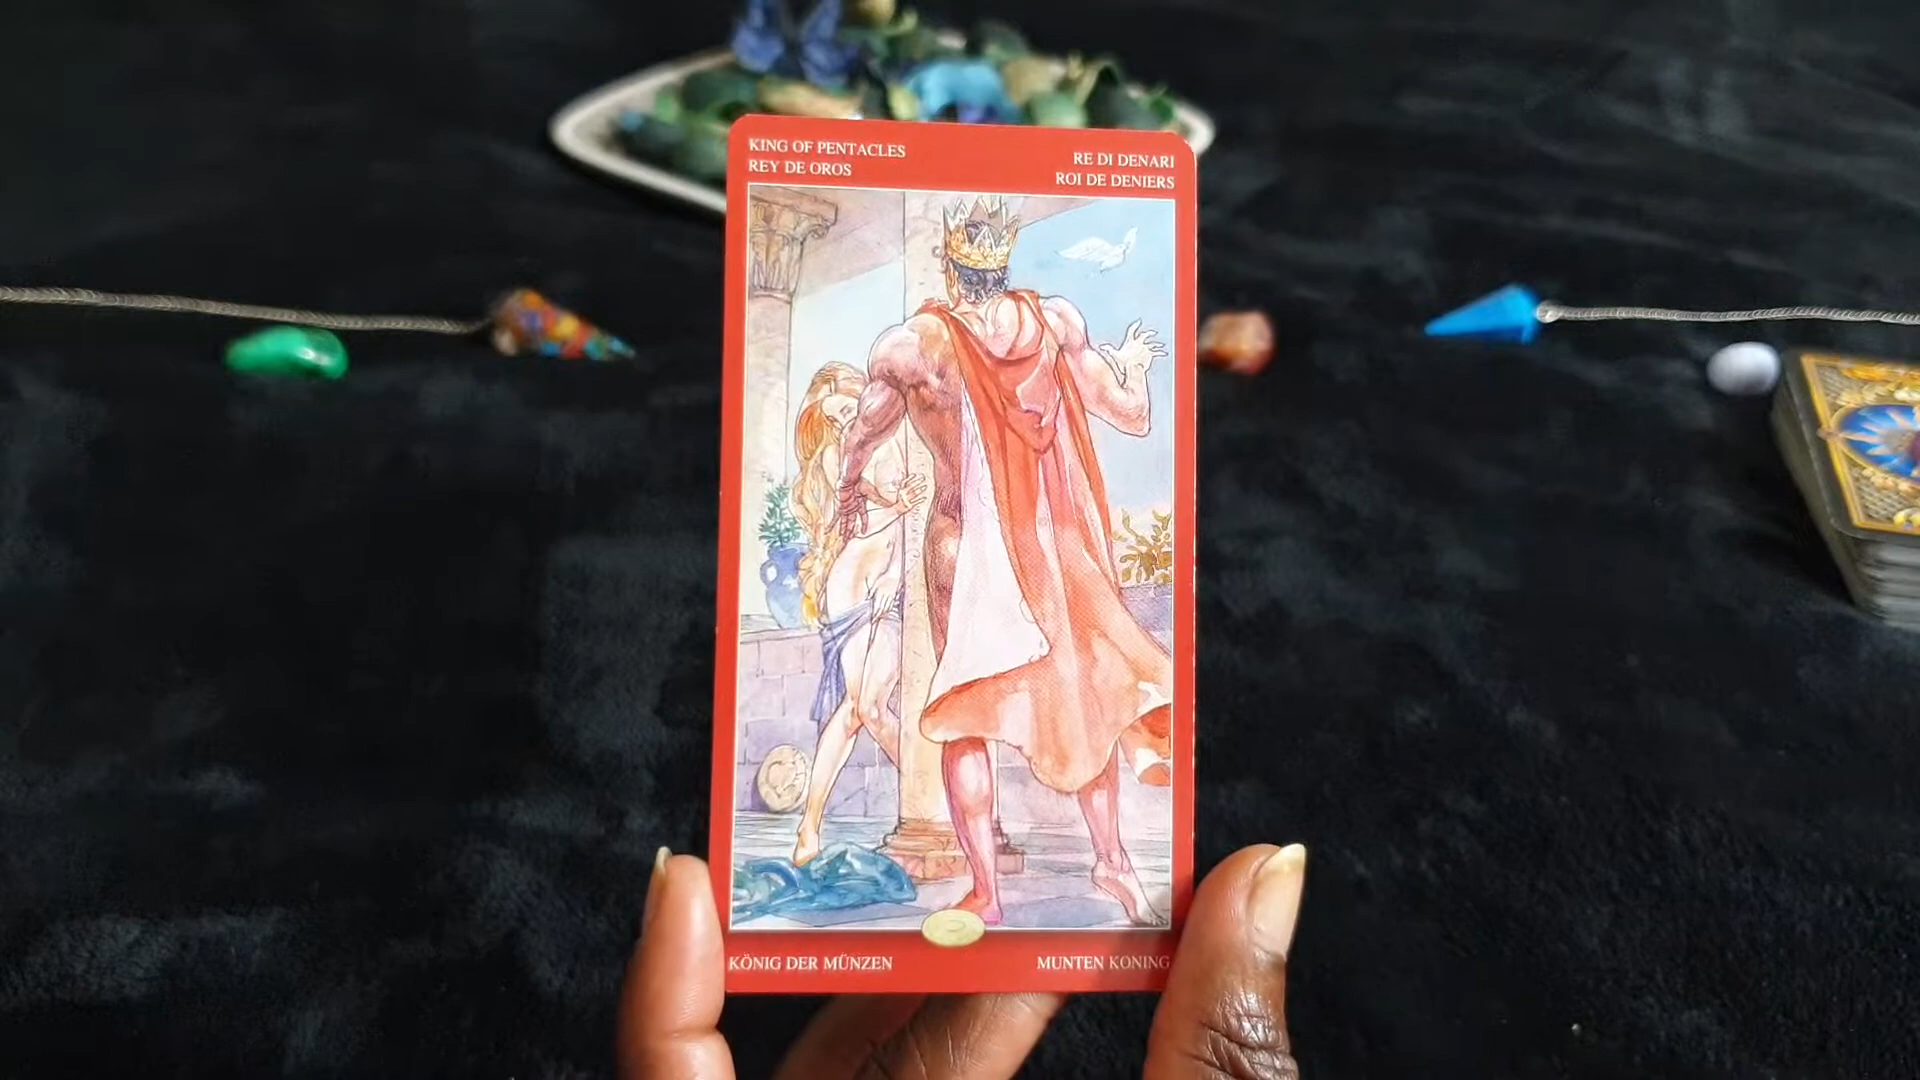 KING OF PENTACLES
REY DE OROS
RE DI DENARI
ROI DE DENIERS
KÖNIG DER MÜNZEN
MUNTEN KONING